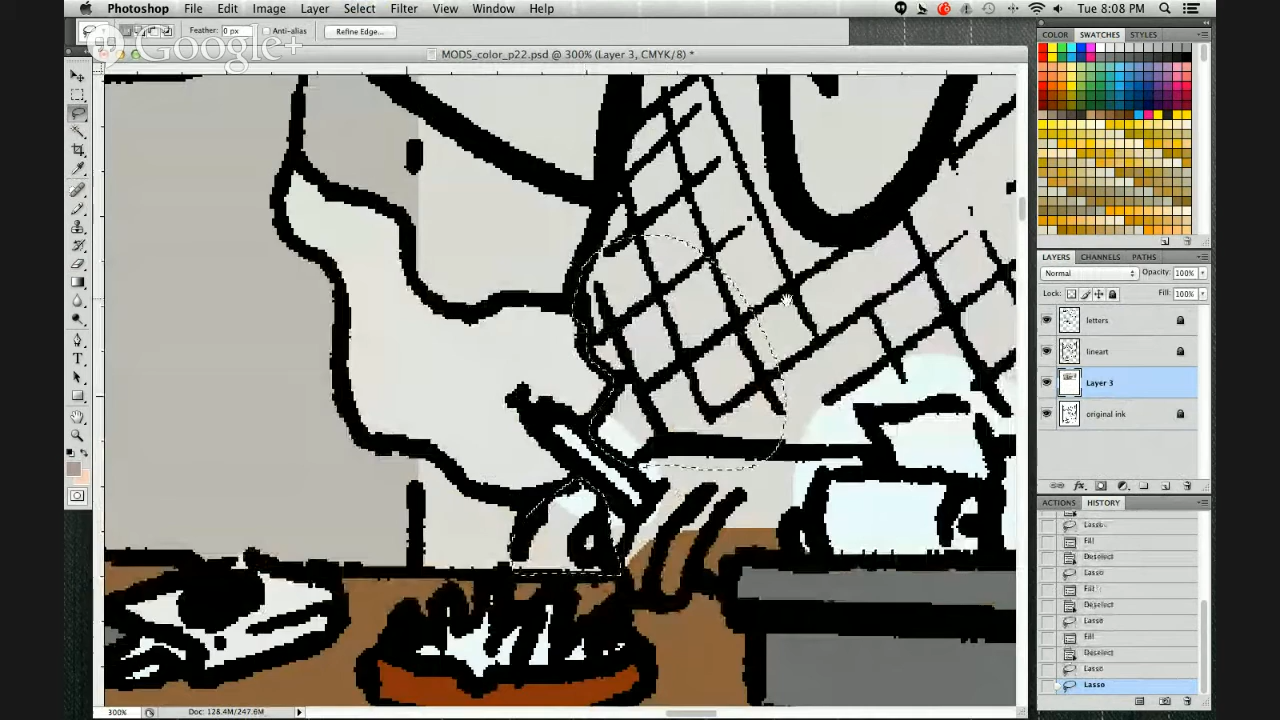 Photoshop File Edit Image Layer Select Filter View Window Help Tue 8:08 PM
Feather: 0 px Anti-alias Refine Edge...
Google+
MODS_color_p22.psd @ 300% (Layer 3, CMYK/8) *
COLOR SWATCHES STYLES
LAYERS CHANNELS PATHS
Normal Opacity: 100%
Lock: Fill: 100%
letters
lineart
Layer 3
original ink
fx
ACTIONS HISTORY
Lasso
Fill
Deselect
Lasso
Fill
Deselect
Lasso
Fill
Deselect
Lasso
Lasso
300% Doc: 128.4M/247.6M